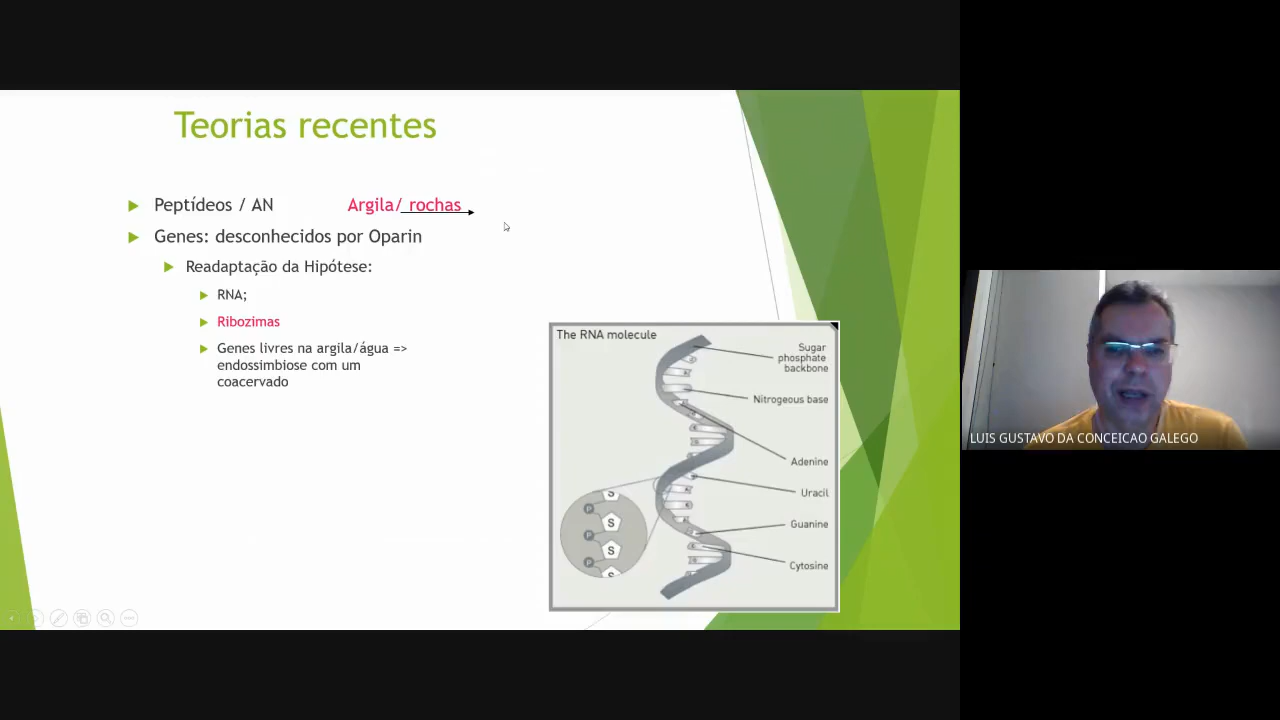 Teorias recentes
Peptídeos / AN Argila/ rochas
Genes: desconhecidos por Oparin
Readaptação da Hipótese:
RNA;
Ribozimas
Genes livres na argila/água =>
endossimbiose com um
coacervado
The RNA molecule
Sugar
phosphate
backbone
Nitrogeous base
Adenine
Uracil
Guanine
Cytosine
S
P
S
P
S
P
S
LUIS GUSTAVO DA CONCEICAO GALEGO